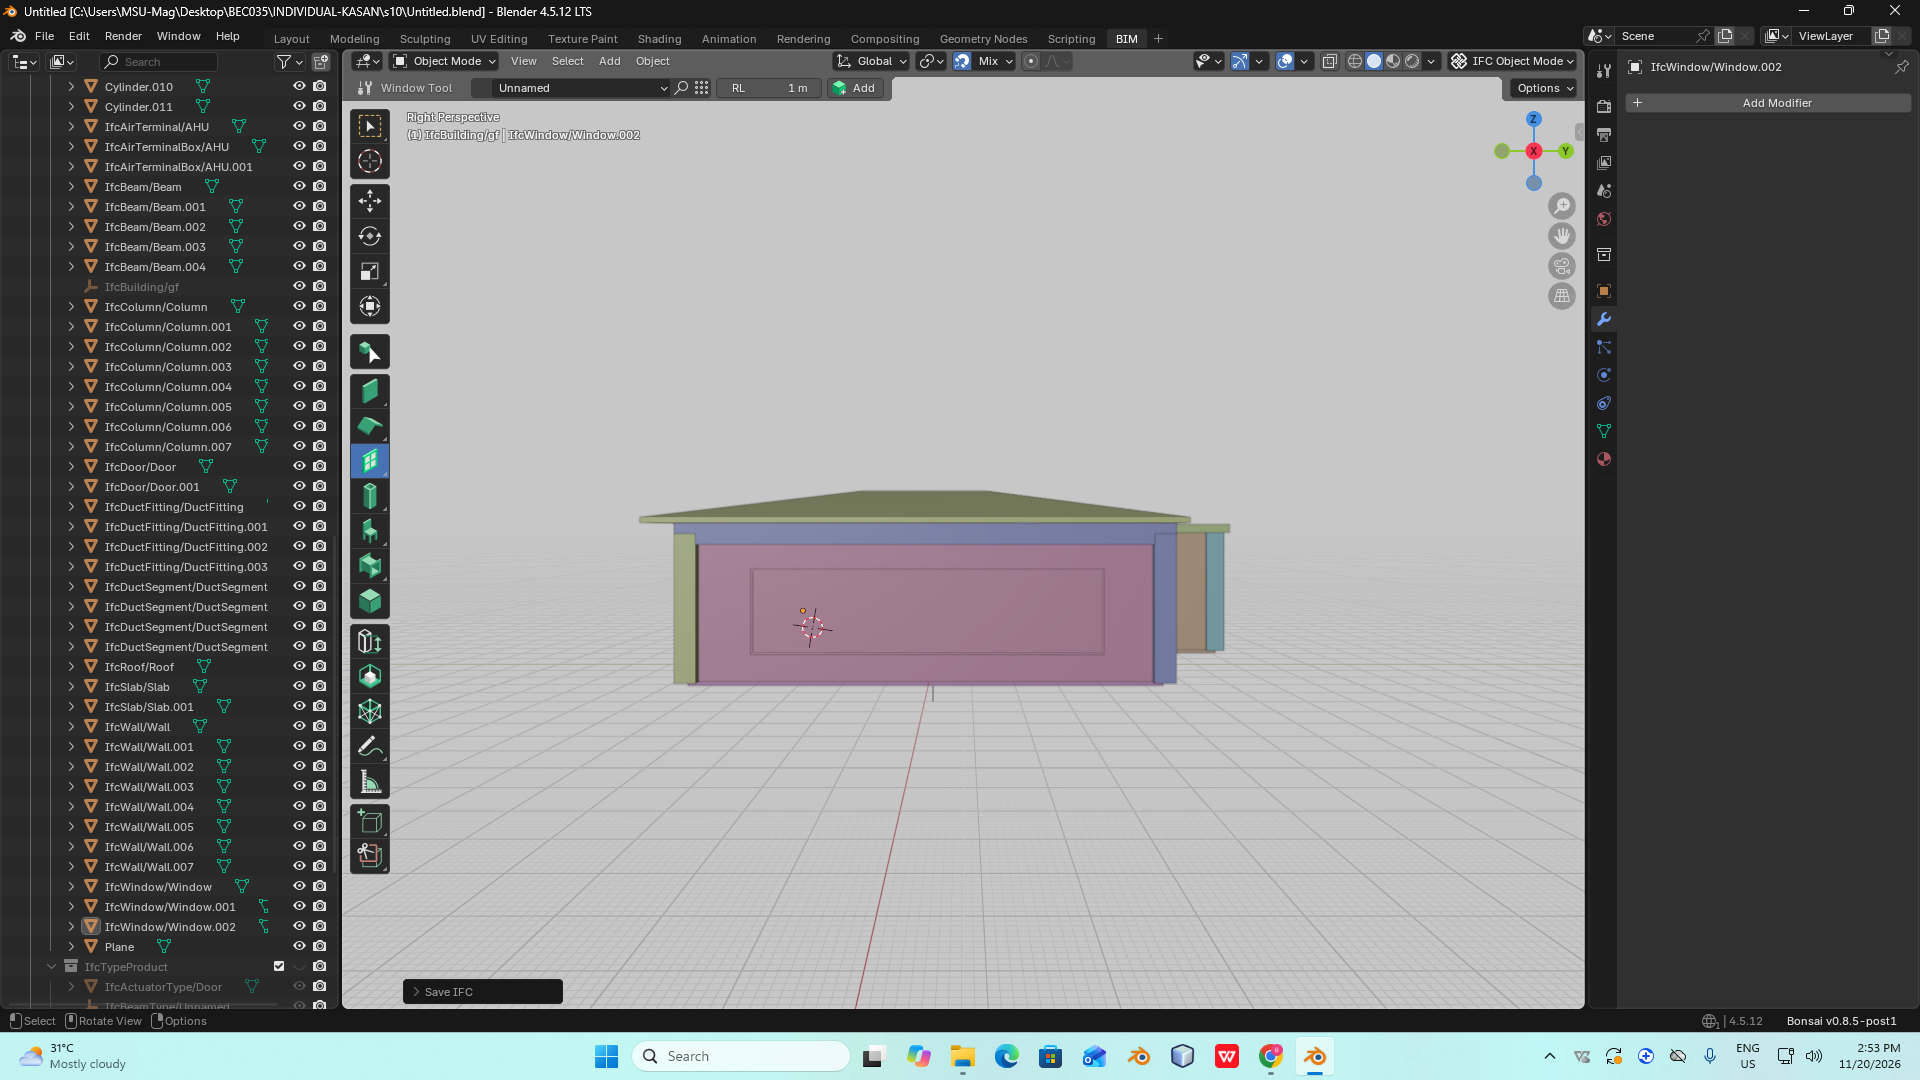 Untitled [C:\Users\MSU-Mag\Desktop\BEC035\INDIVIDUAL-KASAN\s10\Untitled.blend] - Blender 4.5.12 LTS
File Edit Render Window Help
Layout Modeling Sculpting UV Editing Texture Paint Shading Animation Rendering Compositing Geometry Nodes Scripting BIM
Scene
ViewLayer
Search
Object Mode View Select Add Object
Global
Mix
IFC Object Mode
Window Tool
Unnamed
RL 1 m
Add
Options
Right Perspective
(1) IfcBuilding/gf | IfcWindow/Window.002
Z
X
Y
IfcWindow/Window.002
Add Modifier
Cylinder.010
Cylinder.011
IfcAirTerminal/AHU
IfcAirTerminalBox/AHU
IfcAirTerminalBox/AHU.001
IfcBeam/Beam
IfcBeam/Beam.001
IfcBeam/Beam.002
IfcBeam/Beam.003
IfcBeam/Beam.004
IfcBuilding/gf
IfcColumn/Column
IfcColumn/Column.001
IfcColumn/Column.002
IfcColumn/Column.003
IfcColumn/Column.004
IfcColumn/Column.005
IfcColumn/Column.006
IfcColumn/Column.007
IfcDoor/Door
IfcDoor/Door.001
IfcDuctFitting/DuctFitting
IfcDuctFitting/DuctFitting.001
IfcDuctFitting/DuctFitting.002
IfcDuctFitting/DuctFitting.003
IfcDuctSegment/DuctSegment
IfcDuctSegment/DuctSegment
IfcDuctSegment/DuctSegment
IfcDuctSegment/DuctSegment
IfcRoof/Roof
IfcSlab/Slab
IfcSlab/Slab.001
IfcWall/Wall
IfcWall/Wall.001
IfcWall/Wall.002
IfcWall/Wall.003
IfcWall/Wall.004
IfcWall/Wall.005
IfcWall/Wall.006
IfcWall/Wall.007
IfcWindow/Window
IfcWindow/Window.001
IfcWindow/Window.002
Plane
IfcTypeProduct
IfcActuatorType/Door
IfcBeamType/Unnamed
Save IFC
Select Rotate View Options
4.5.12 Bonsai v0.8.5-post1
31°C
Mostly cloudy
Search
ENG
US
2:53 PM
11/20/2026